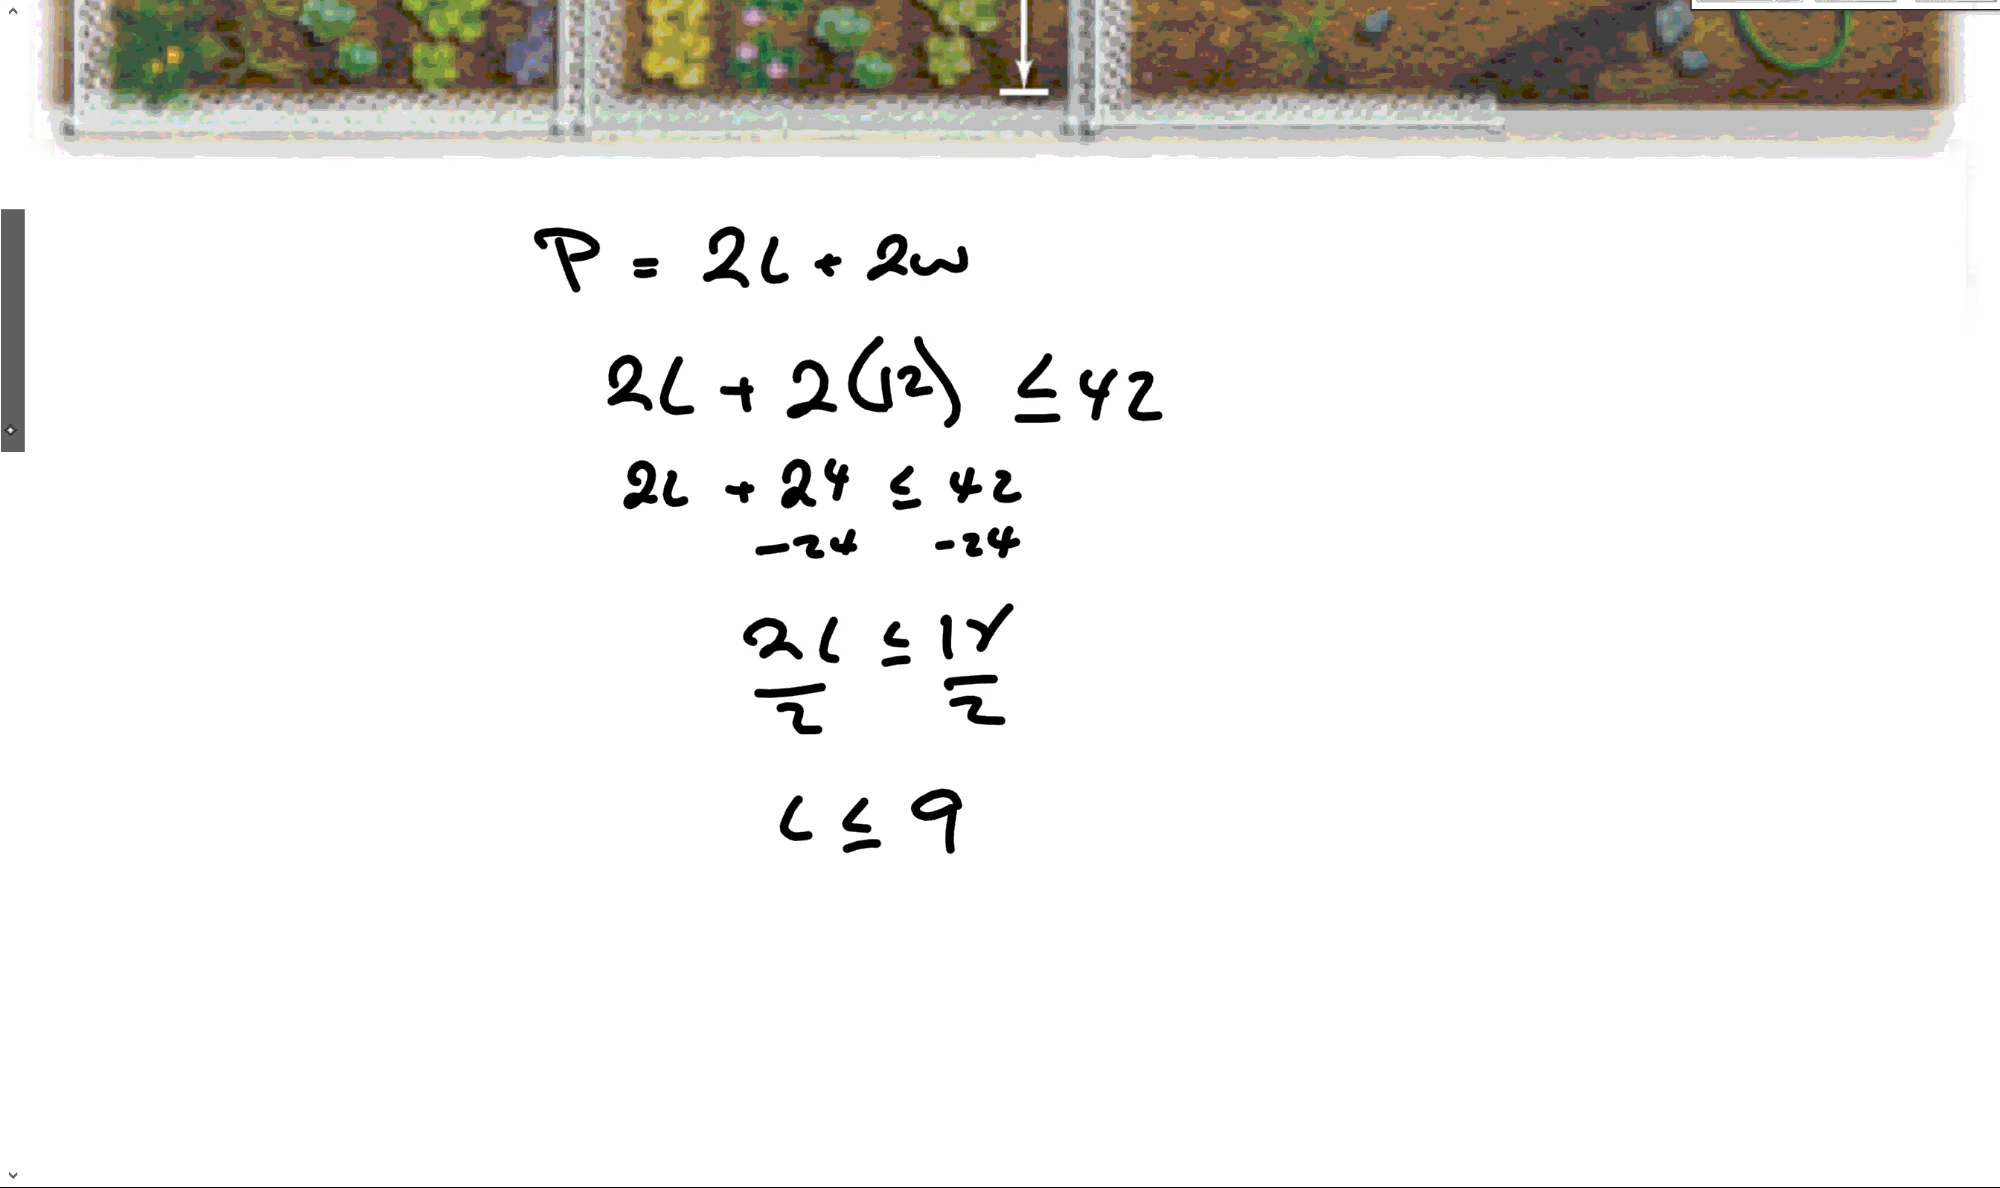 P = 2L + 2w
2L + 2(12) ≤ 42
2L + 24 ≤ 42
-24 -24
2L ≤ 18
2 2
L ≤ 9